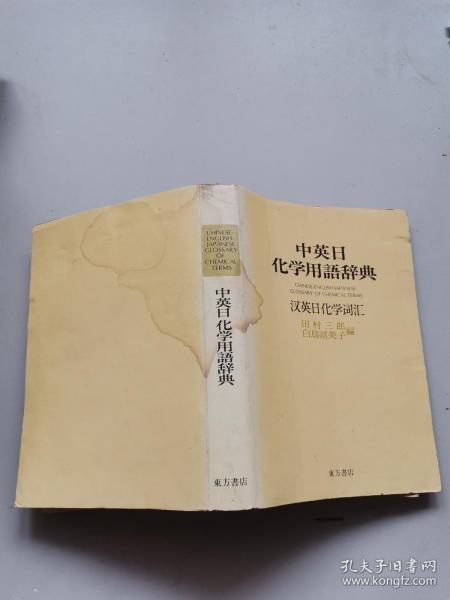 CHINESE-
ENGLISH-
JAPANESE
GLOSSARY
OF
CHEMICAL
TERMS
中英日化学用語辞典
東方書店
中英日
化学用語辞典
CHINESE-ENGLISH-JAPANESE
GLOSSARY OF CHEMICAL TERMS
汉英日化学词汇
田村三郎
白鳥富美子
編
東方書店
孔夫子旧书网
www.kongfz.com